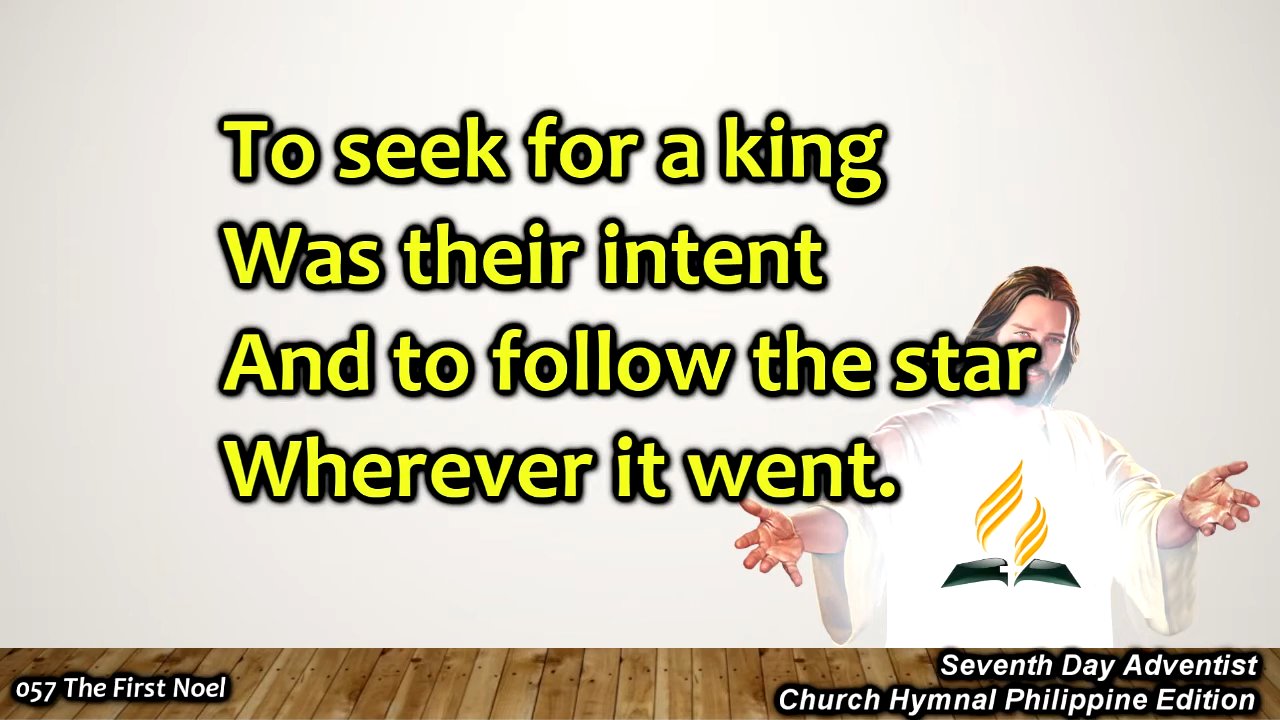 To seek for a king
Was their intent
And to follow the star
Wherever it went.
057 The First Noel
Seventh Day Adventist
Church Hymnal Philippine Edition